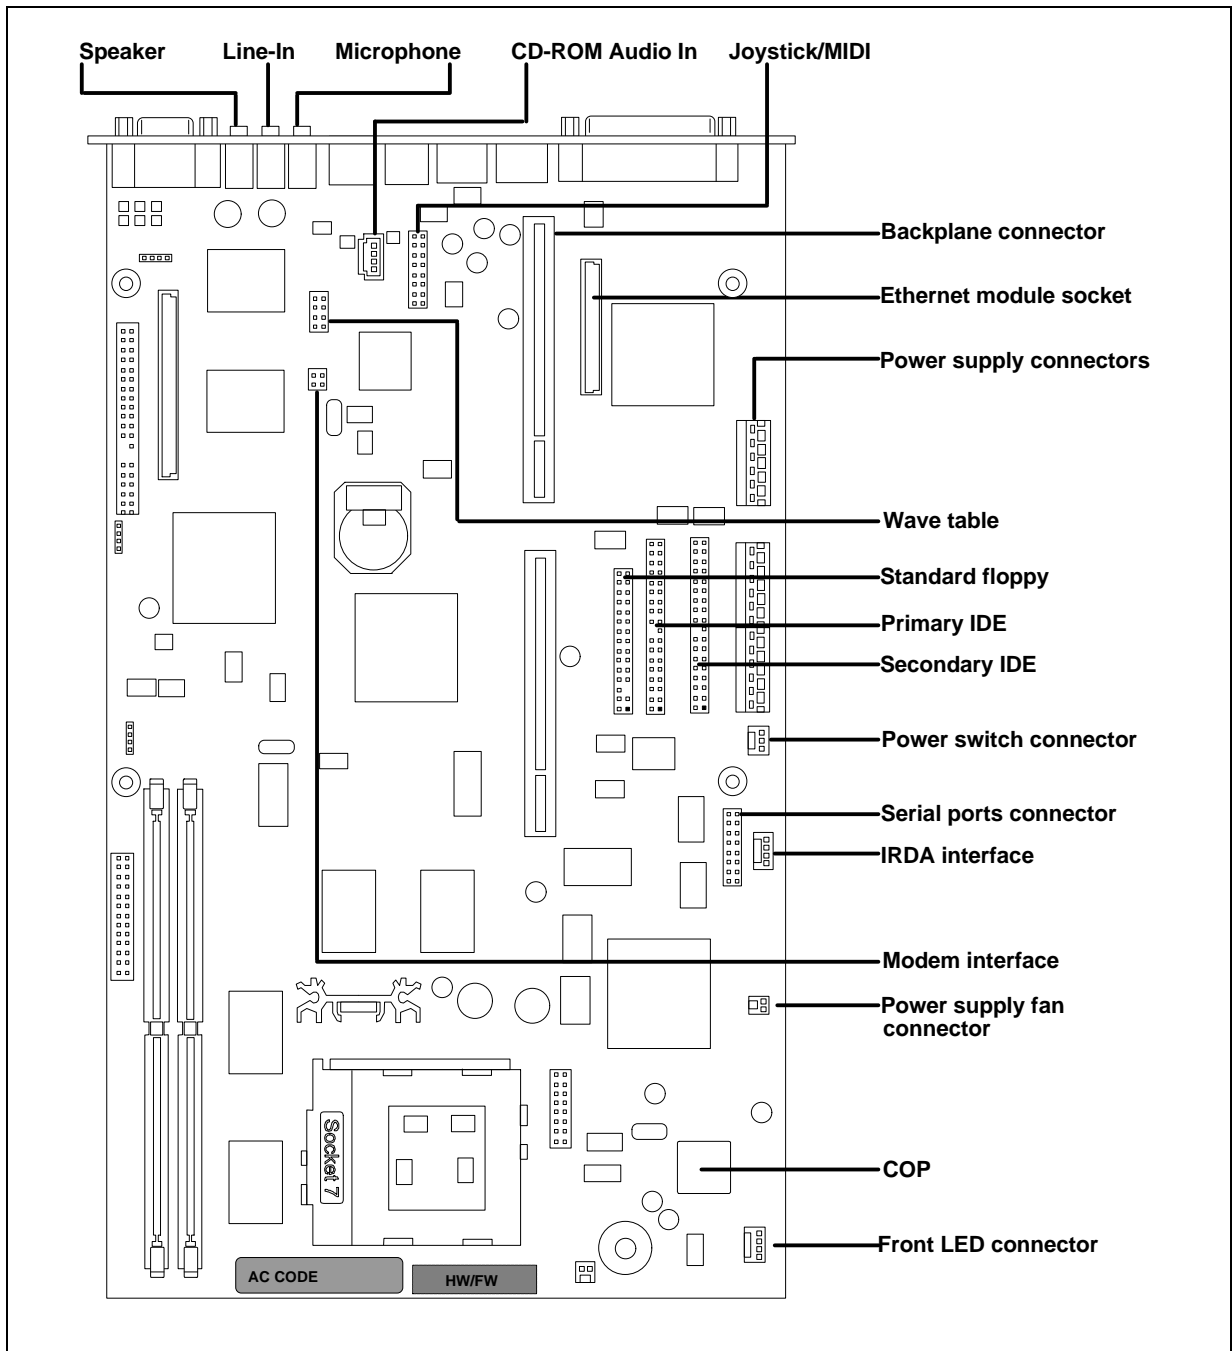 Speaker Line-In Microphone CD-ROM Audio In Joystick/MIDI
Backplane connector
Ethernet module socket
Power supply connectors
Wave table
Standard floppy
Primary IDE
Secondary IDE
Power switch connector
Serial ports connector
IRDA interface
Modem interface
Power supply fan
connector
Socket 7
COP
Front LED connector
AC CODE
HW/FW